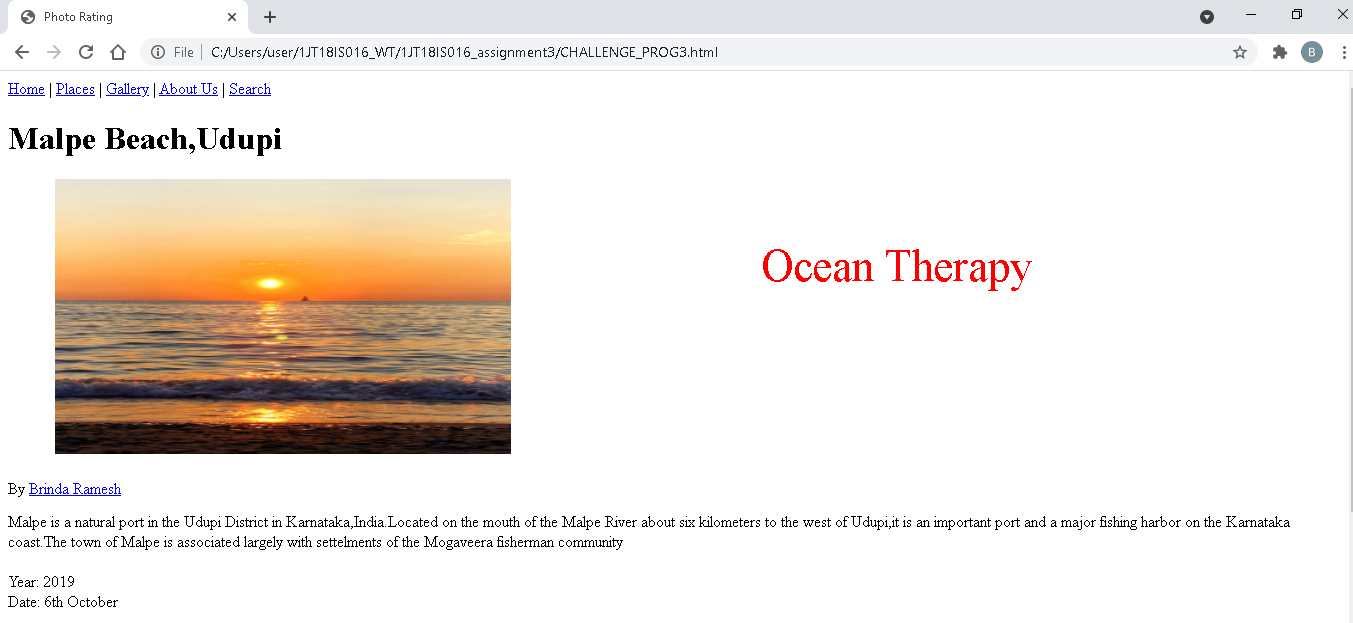 Photo Rating
File | C:/Users/user/1JT18IS016_WT/1JT18IS016_assignment3/CHALLENGE_PROG3.html
B
Home | Places | Gallery | About Us | Search
Malpe Beach,Udupi
Ocean Therapy
By Brinda Ramesh
Malpe is a natural port in the Udupi District in Karnataka,India.Located on the mouth of the Malpe River about six kilometers to the west of Udupi,it is an important port and a major fishing harbor on the Karnataka
coast.The town of Malpe is associated largely with settelments of the Mogaveera fisherman community
Year: 2019
Date: 6th October